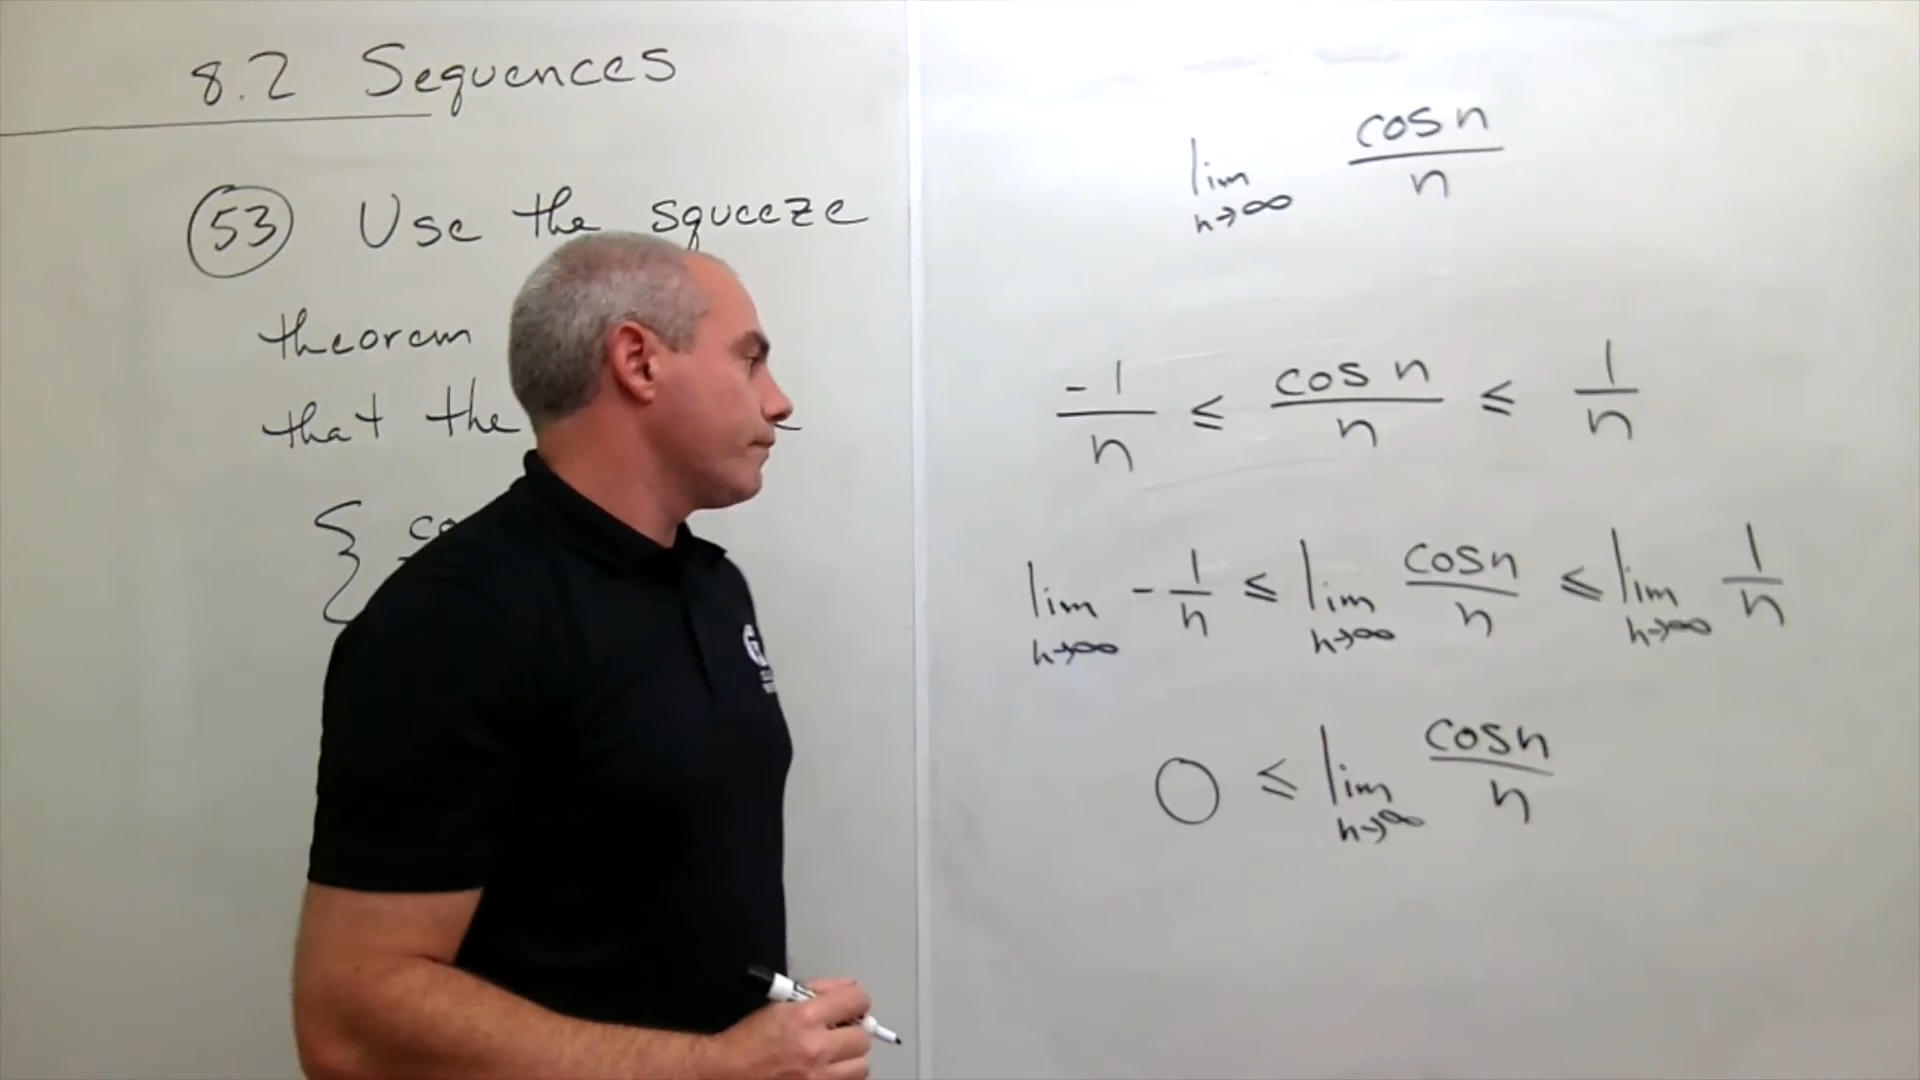 8.2 Sequences
53 Use the squeeze
theorem
that the
{
lim n→∞ cos n / n
-1/n ≤ cos n / n ≤ 1/n
lim n→∞ - 1/n ≤ lim n→∞ cos n / n ≤ lim n→∞ 1/n
0 ≤ lim n→∞ cos n / n